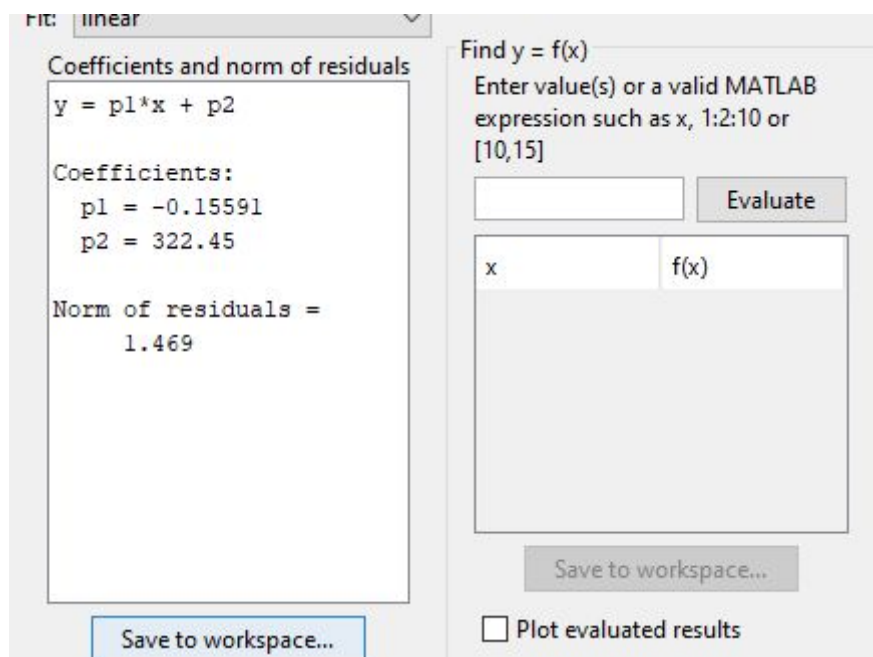 Fit: linear
Coefficients and norm of residuals
y = p1*x + p2
Coefficients:
p1 = -0.15591
p2 = 322.45
Norm of residuals =
1.469
Save to workspace...
Find y = f(x)
Enter value(s) or a valid MATLAB
expression such as x, 1:2:10 or
[10,15]
Evaluate
x f(x)
Save to workspace...
Plot evaluated results